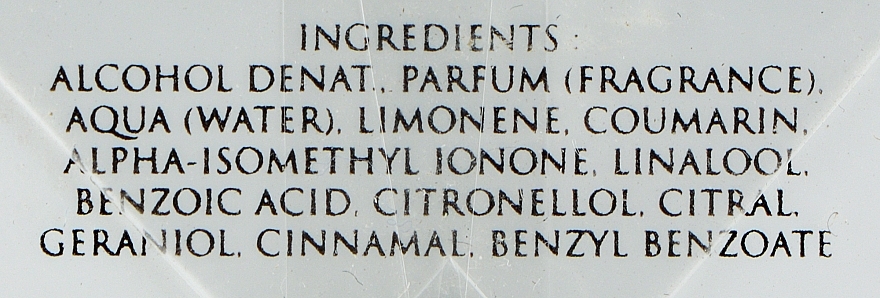 INGREDIENTS :
ALCOHOL DENAT., PARFUM (FRAGRANCE),
AQUA (WATER), LIMONENE, COUMARIN,
ALPHA-ISOMETHYL IONONE, LINALOOL,
BENZOIC ACID, CITRONELLOL, CITRAL,
GERANIOL, CINNAMAL, BENZYL BENZOATE